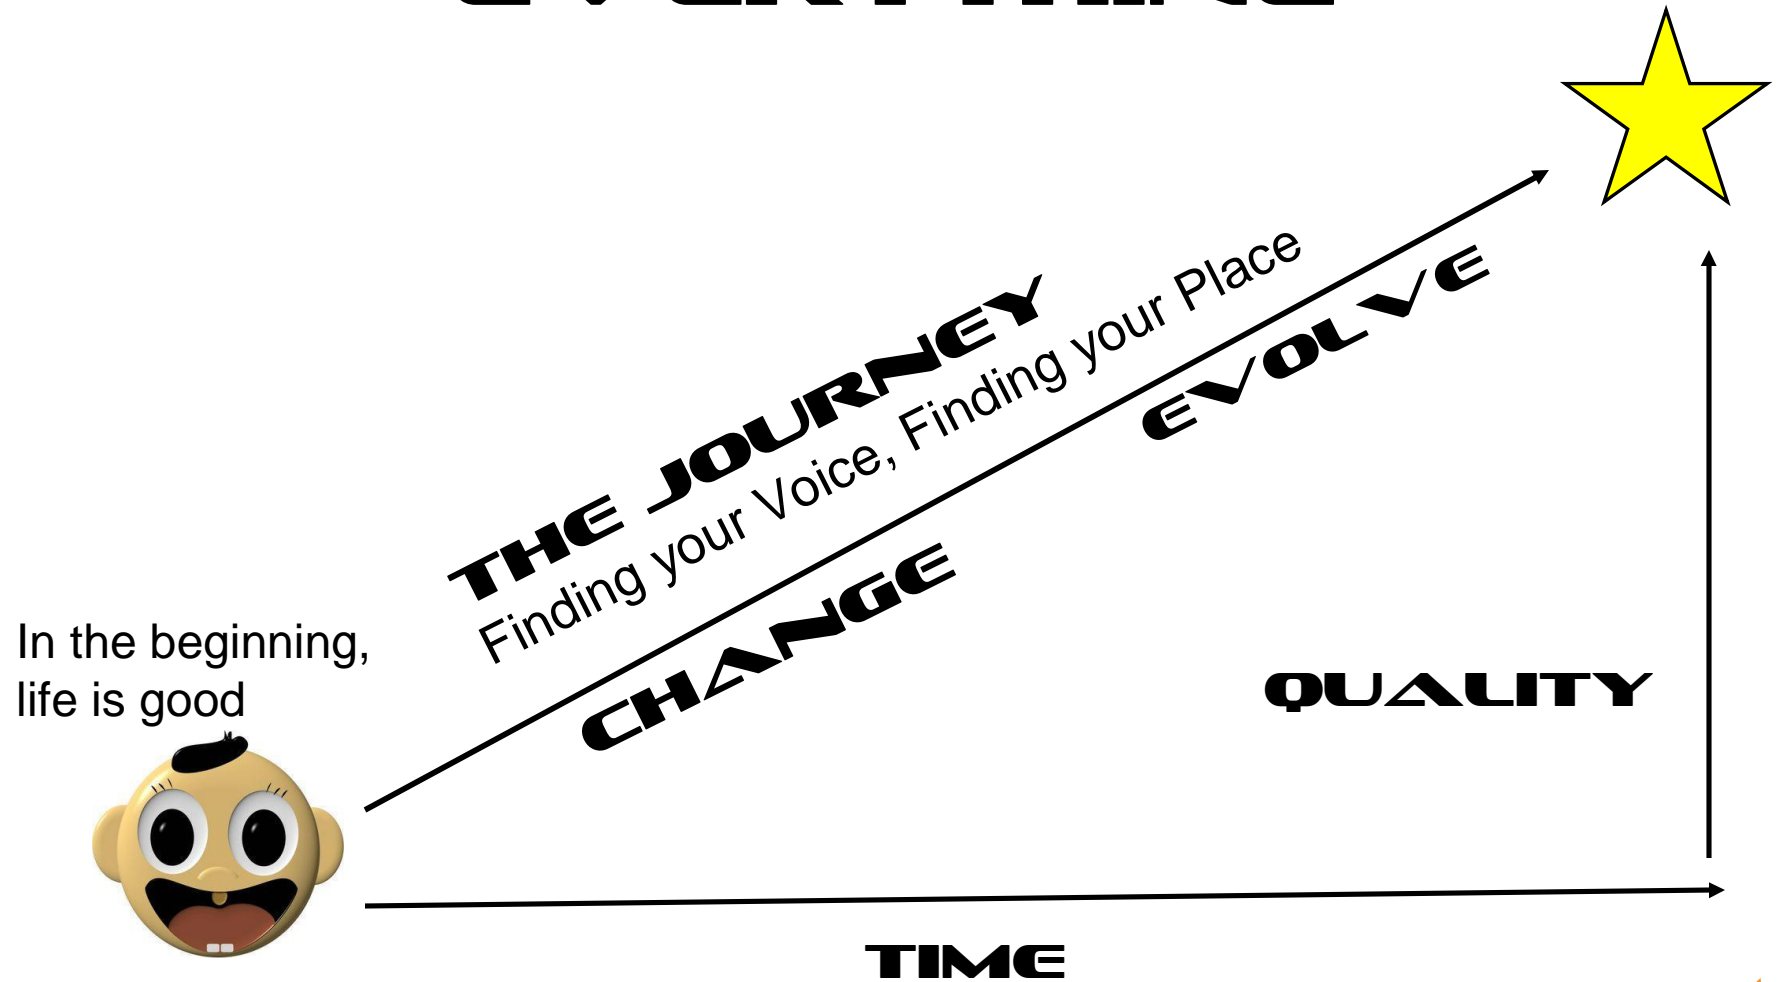 THE JOURNEY
Finding your Voice, Finding your Place
EVOLVE
CHANGE
In the beginning,
life is good
QUALITY
TIME